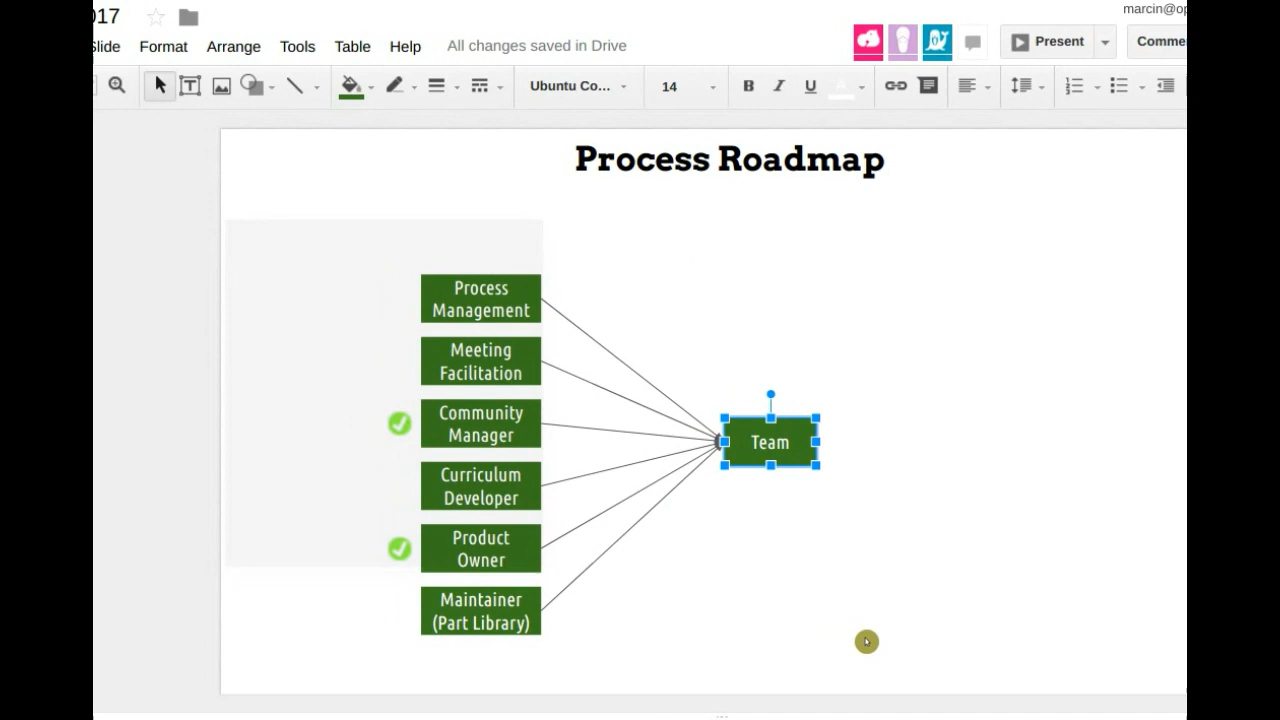 017
marcin@op
Slide Format Arrange Tools Table Help All changes saved in Drive
Present
Comme
Ubuntu Co... 14 B I U A
Process Roadmap
Process
Management
Meeting
Facilitation
Community
Manager
Curriculum
Developer
Product
Owner
Maintainer
(Part Library)
Team